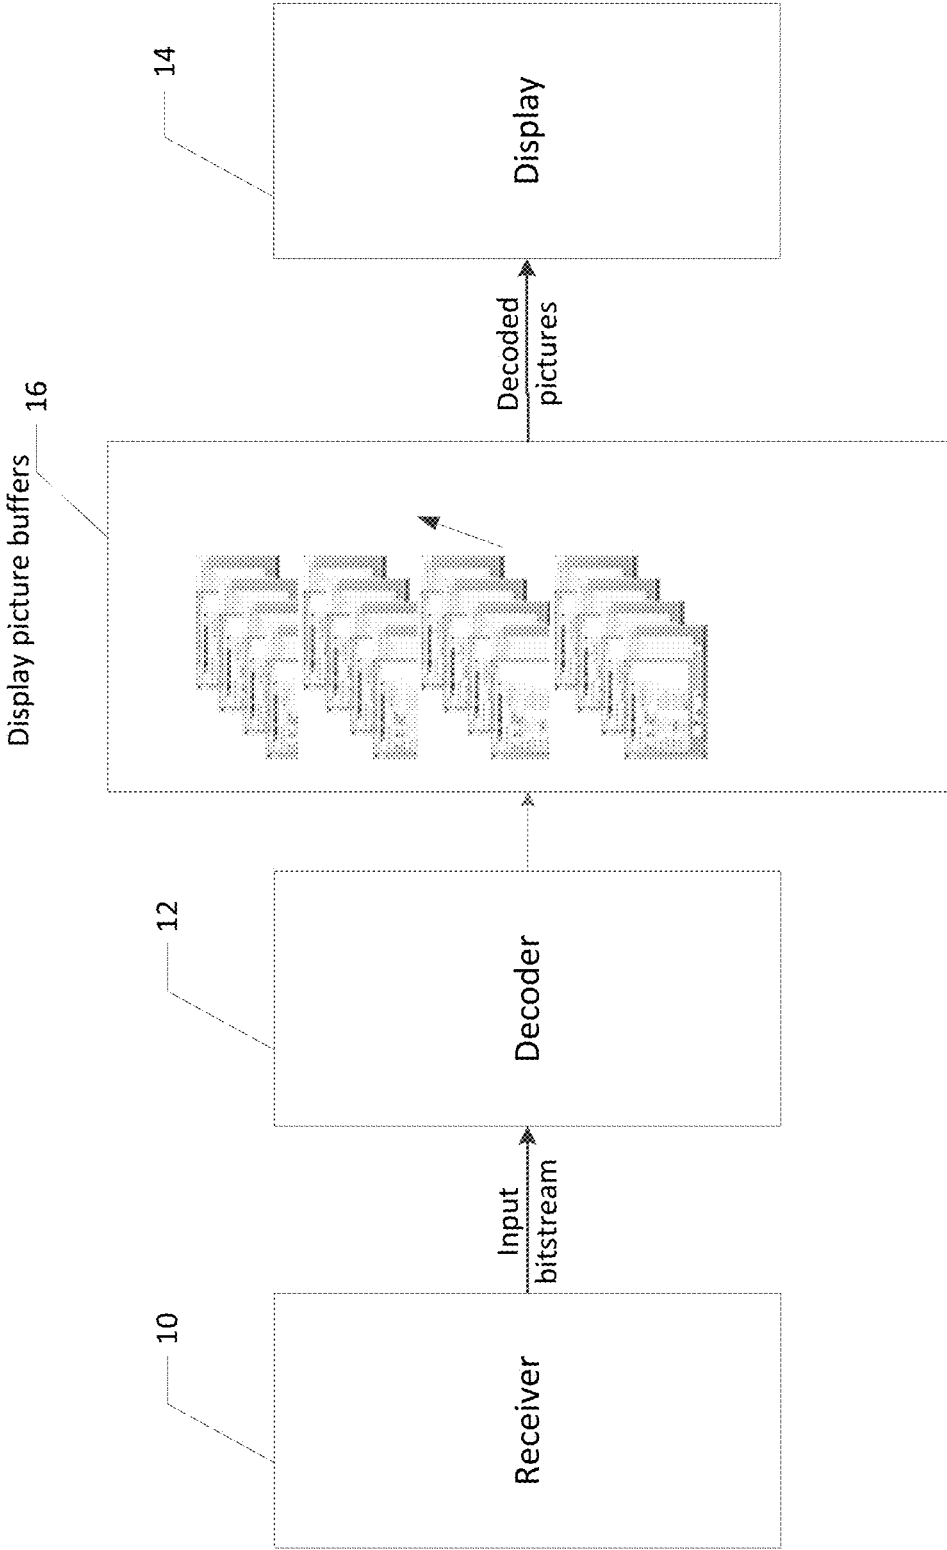 Display picture buffers
10
12
16
14
Receiver
Input
bitstream
Decoder
Decoded
pictures
Display